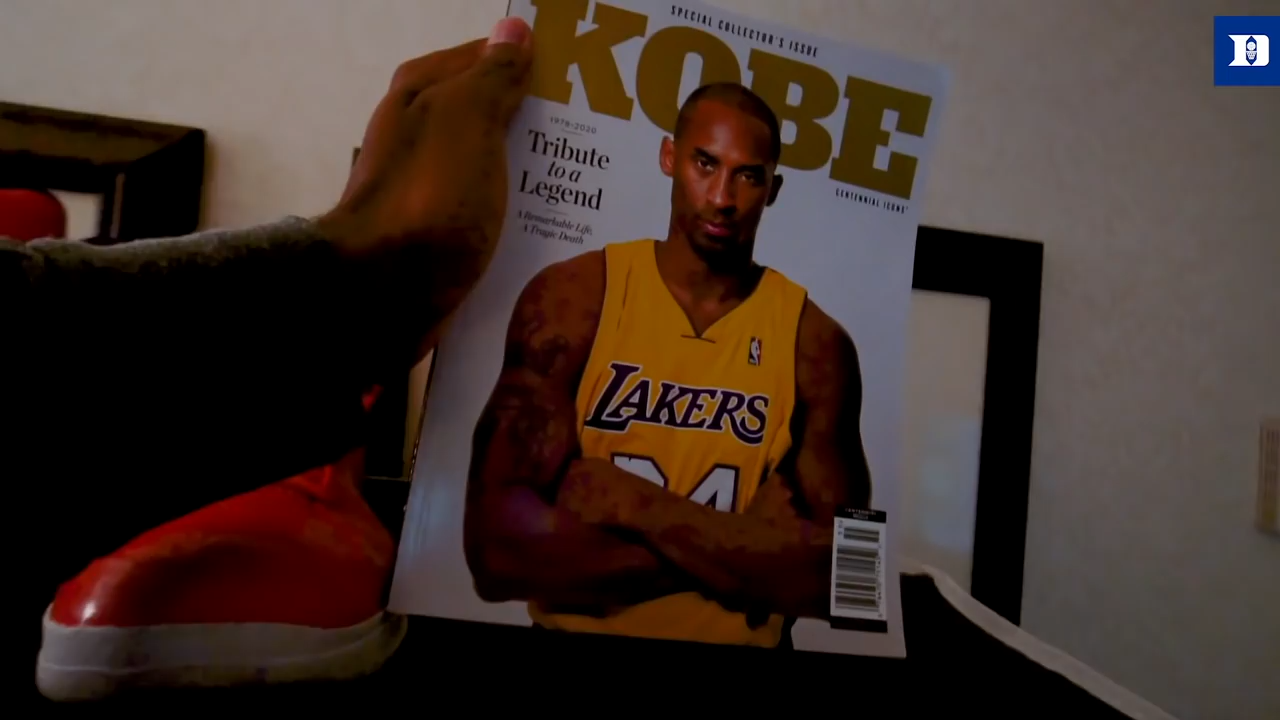 SPECIAL COLLECTOR'S ISSUE
KOBE
CENTENNIAL ICONS
1978-2020
Tribute
to a
Legend
A Remarkable Life,
A Tragic Death
LAKERS
24
D